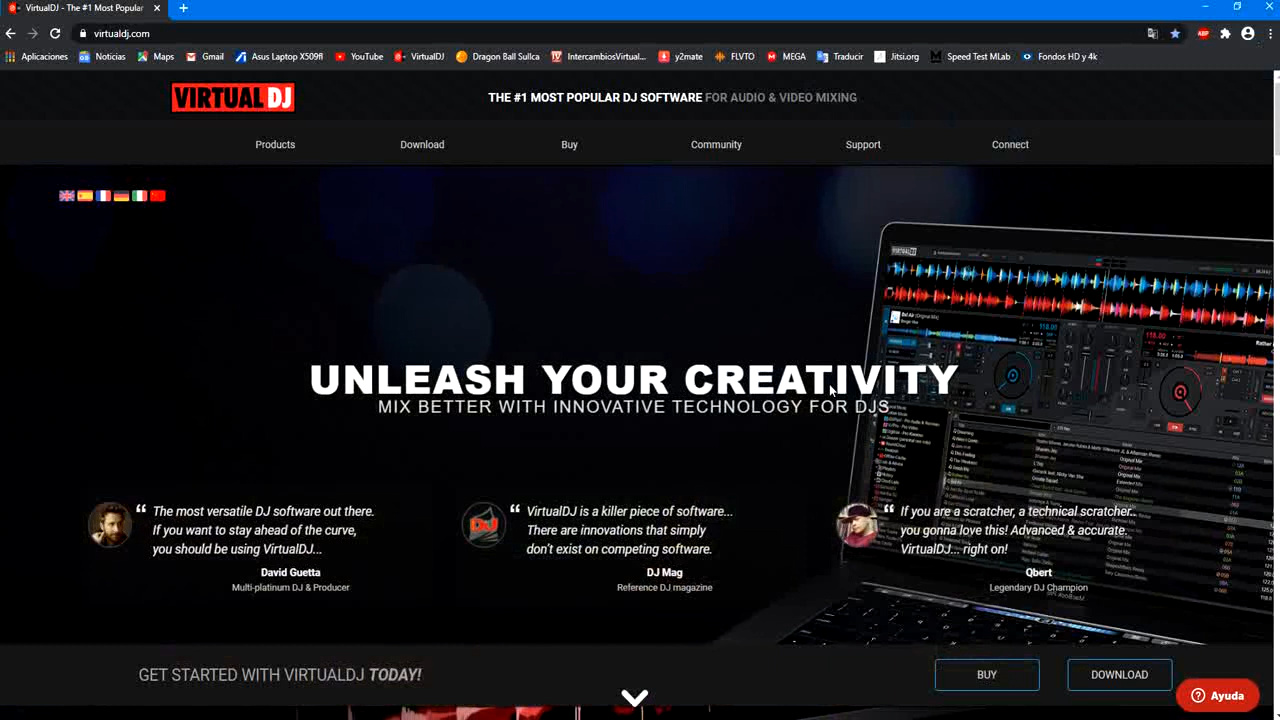 VirtualDJ - The #1 Most Popular
virtualdj.com
Aplicaciones Noticias Maps Gmail Asus Laptop X509fl YouTube VirtualDJ Dragon Ball Sullca IntercambiosVirtual... y2mate FLVTO MEGA Traducir Jitsi.org Speed Test MLab Fondos HD y 4k
VIRTUAL DJ
THE #1 MOST POPULAR DJ SOFTWARE FOR AUDIO & VIDEO MIXING
Products Download Buy Community Support Connect
UNLEASH YOUR CREATIVITY
MIX BETTER WITH INNOVATIVE TECHNOLOGY FOR DJS
“ The most versatile DJ software out there.
If you want to stay ahead of the curve,
you should be using VirtualDJ...
David Guetta
Multi-platinum DJ & Producer
“ VirtualDJ is a killer piece of software...
There are innovations that simply
don't exist on competing software.
DJ Mag
Reference DJ magazine
“ If you are a scratcher, a technical scratcher...
you gonna love this! Advanced & accurate.
VirtualDJ... right on!
Qbert
Legendary DJ Champion
GET STARTED WITH VIRTUALDJ TODAY!
BUY
DOWNLOAD
Ayuda